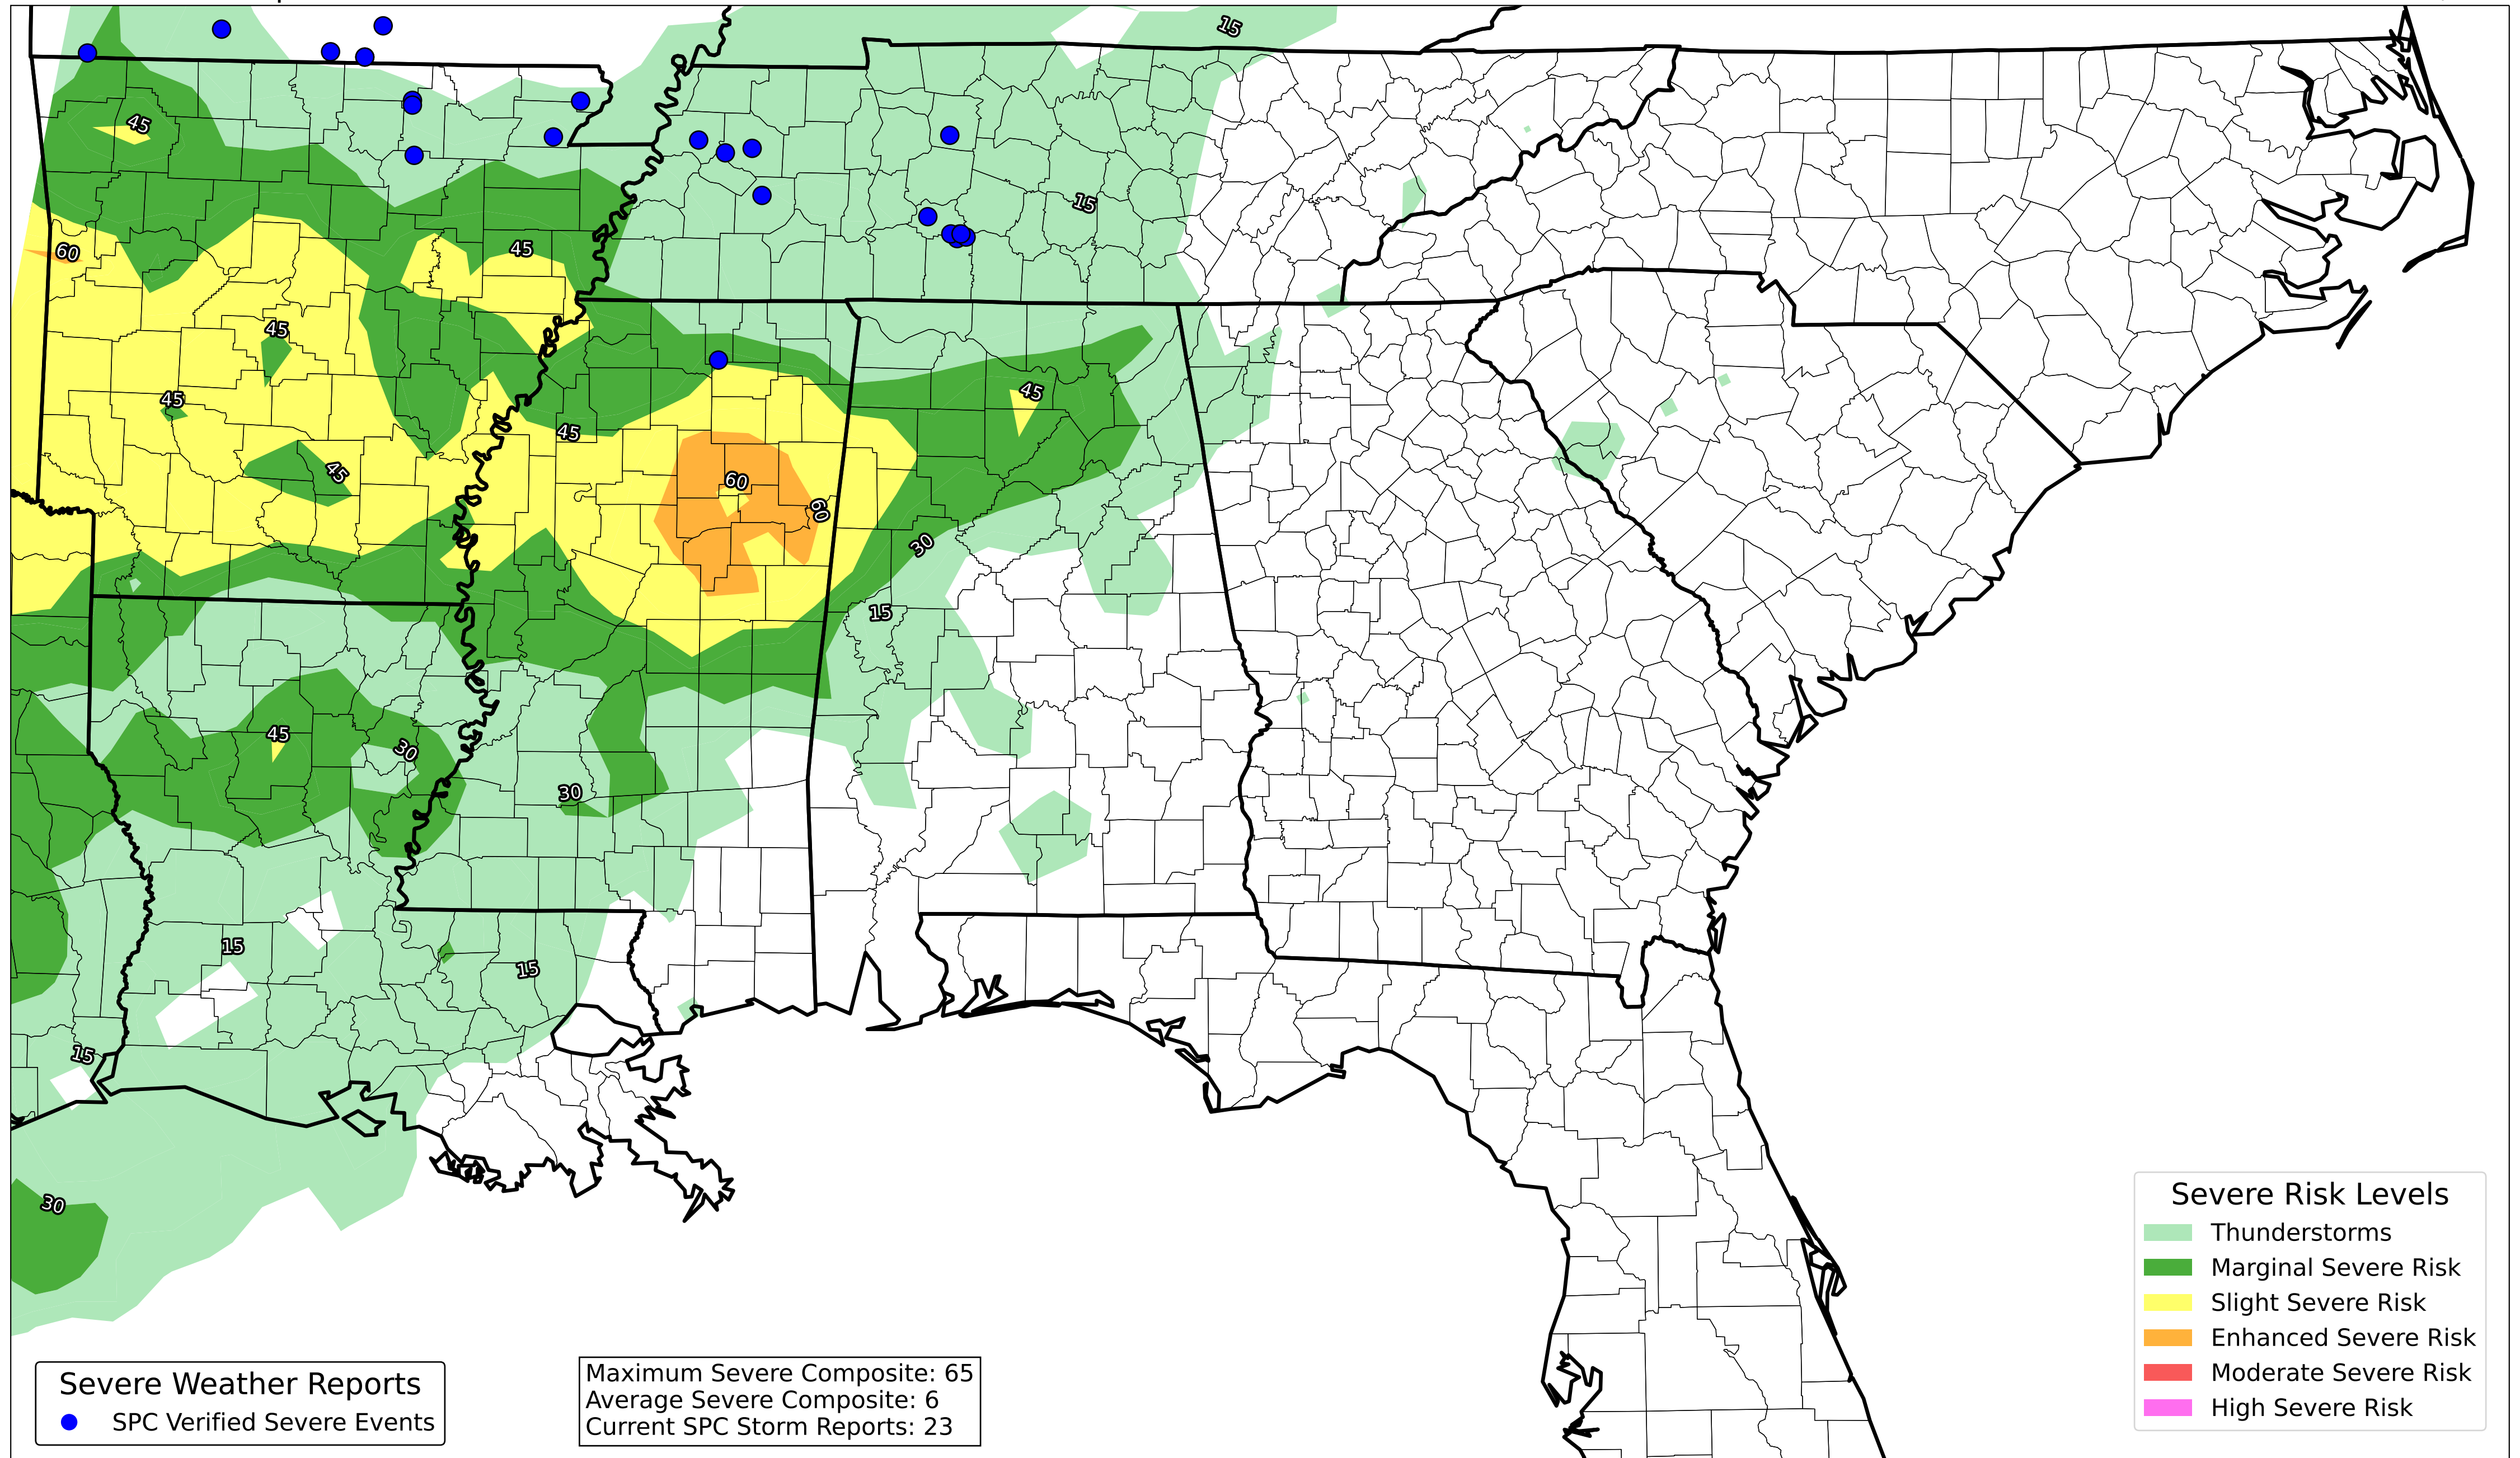 15
45
15
60
45
45
45
45
45
60
45
60
30
15
45
30
30
15
15
15
30
Severe Risk Levels
Thunderstorms
Marginal Severe Risk
Slight Severe Risk
Enhanced Severe Risk
Moderate Severe Risk
High Severe Risk
Severe Weather Reports
SPC Verified Severe Events
Maximum Severe Composite: 65
Average Severe Composite: 6
Current SPC Storm Reports: 23